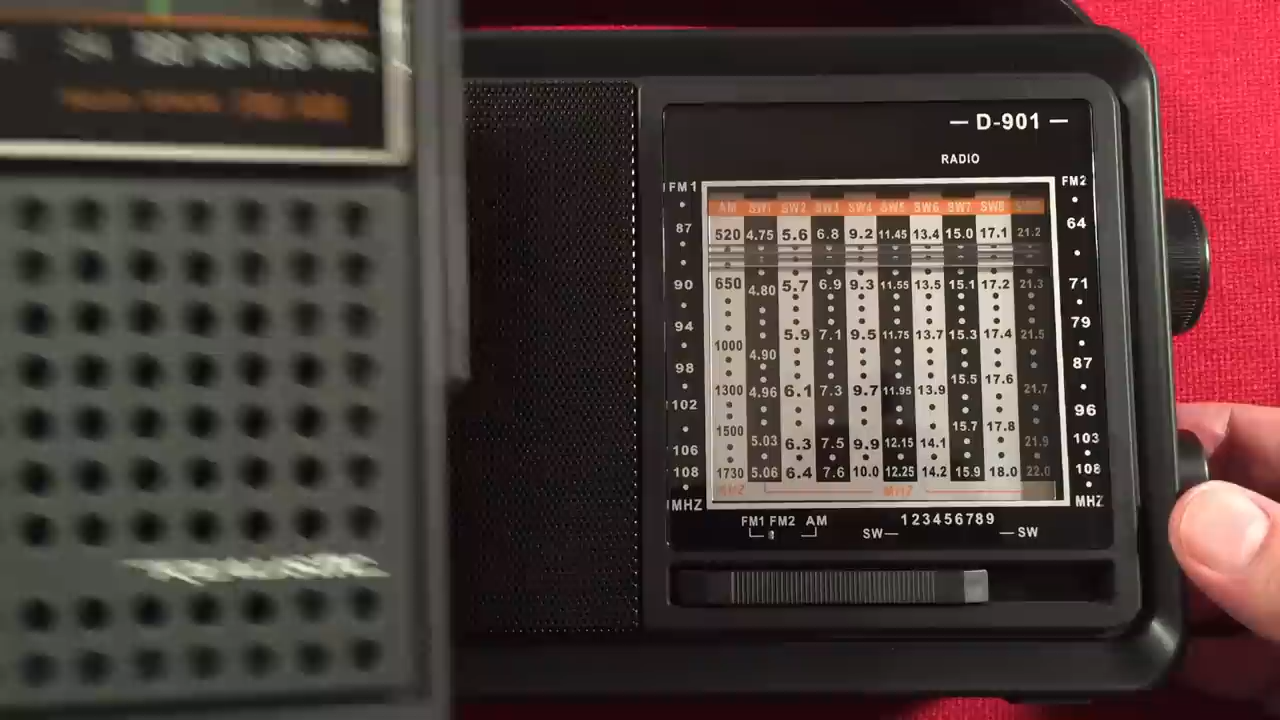 — D-901 —
RADIO
FM1 FM2
AM SW1 SW2 SW3 SW4 SW5 SW6 SW7 SW8
87 520 4.75 5.6 6.8 9.2 11.45 13.4 15.0 17.1 21.2 64
90 650 4.80 5.7 6.9 9.3 11.55 13.5 15.1 17.2 21.3 71
94 5.9 7.1 9.5 11.75 13.7 15.3 17.4 21.5 79
1000 4.90
98 15.5 17.6 87
1300 4.96 6.1 7.3 9.7 11.95 13.9 21.7
102 96
1500 15.7 17.8
106 5.03 6.3 7.5 9.9 12.15 14.1 21.9 103
108 1730 5.06 6.4 7.6 10.0 12.25 14.2 15.9 18.0 22.0 108
MHZ MHZ
FM1 FM2 AM 123456789
SW— —SW
REALISTIC